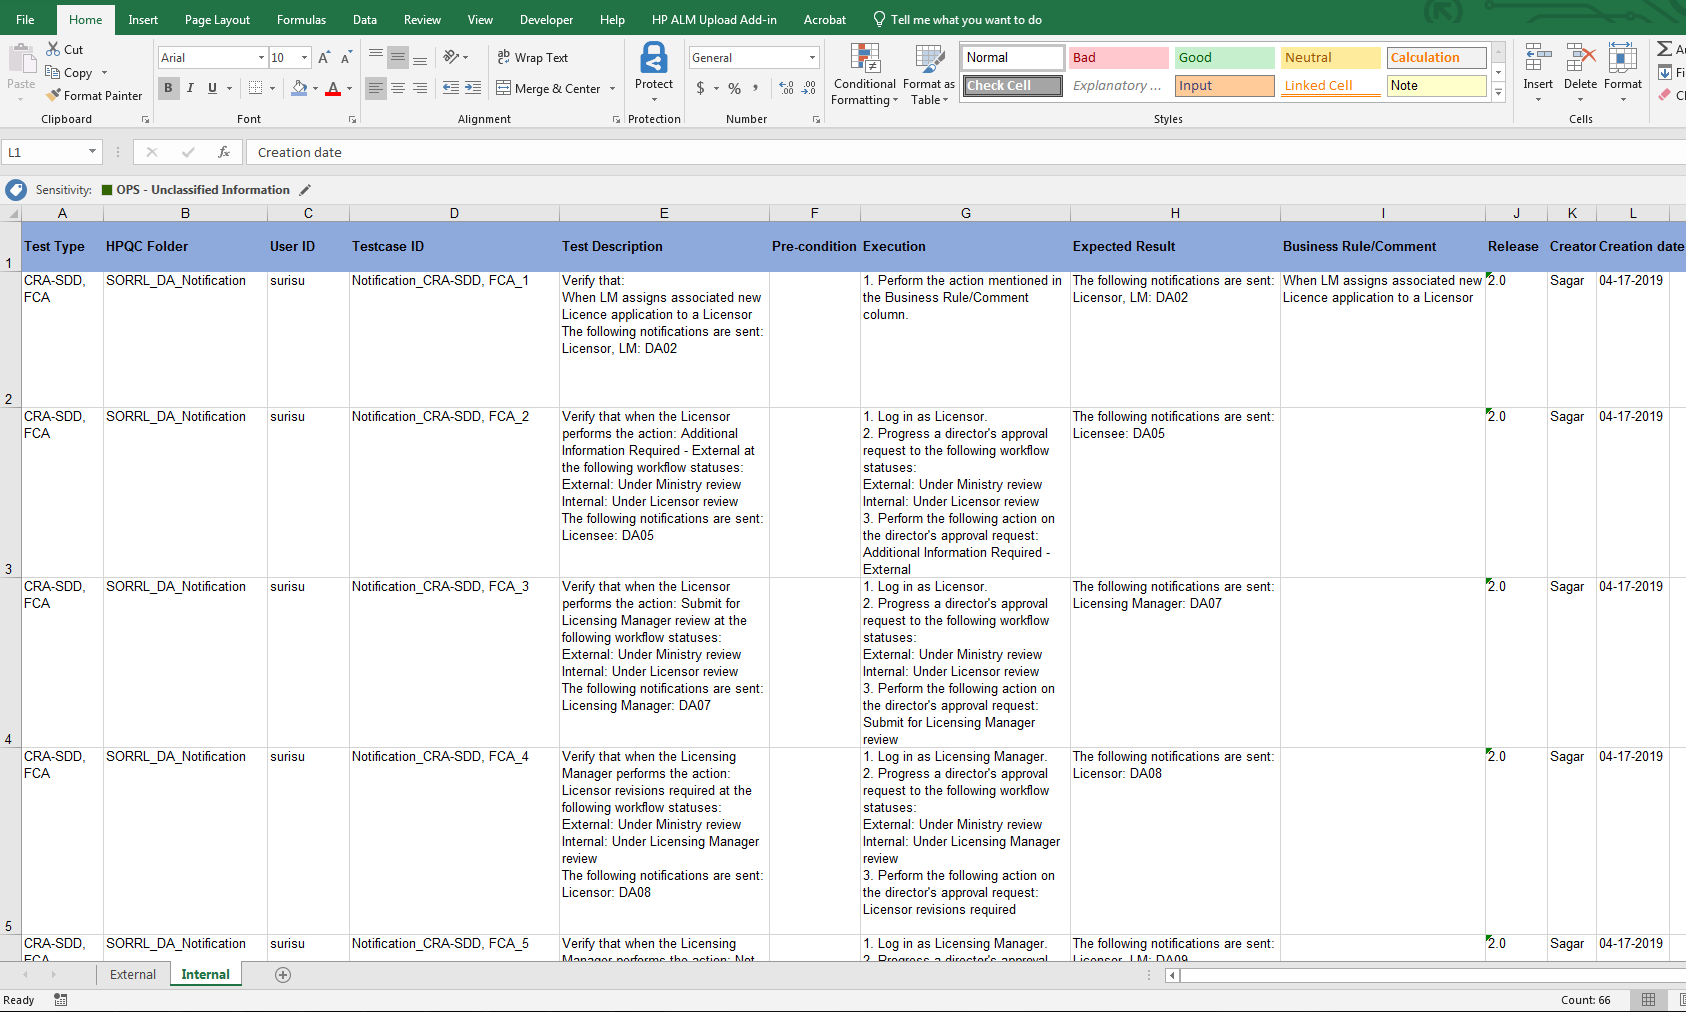 File Home Insert Page Layout Formulas Data Review View Developer Help HP ALM Upload Add-in Acrobat Tell me what you want to do
Paste Cut Copy Format Painter Clipboard
Arial 10 A A B I U A Font
ab Wrap Text Merge & Center Alignment
Protect Protection
General $ % , Number
Conditional Formatting Format as Table
Normal Bad Good Neutral Calculation
Check Cell Explanatory ... Input Linked Cell Note
Styles
Insert Delete Format Cells
L1 fx Creation date
Sensitivity: OPS - Unclassified Information
A B C D E F G H I J K L
1 Test Type HPQC Folder User ID Testcase ID Test Description Pre-condition Execution Expected Result Business Rule/Comment Release Creator Creation date
2
CRA-SDD,
FCA
SORRL_DA_Notification
surisu
Notification_CRA-SDD, FCA_1
Verify that:
When LM assigns associated new
Licence application to a Licensor
The following notifications are sent:
Licensor, LM: DA02
1. Perform the action mentioned in
the Business Rule/Comment
column.
The following notifications are sent:
Licensor, LM: DA02
When LM assigns associated new
Licence application to a Licensor
2.0
Sagar
04-17-2019
3
CRA-SDD,
FCA
SORRL_DA_Notification
surisu
Notification_CRA-SDD, FCA_2
Verify that when the Licensor
performs the action: Additional
Information Required - External at
the following workflow statuses:
External: Under Ministry review
Internal: Under Licensor review
The following notifications are sent:
Licensee: DA05
1. Log in as Licensor.
2. Progress a director's approval
request to the following workflow
statuses:
External: Under Ministry review
Internal: Under Licensor review
3. Perform the following action on
the director's approval request:
Additional Information Required -
External
The following notifications are sent:
Licensee: DA05
2.0
Sagar
04-17-2019
4
CRA-SDD,
FCA
SORRL_DA_Notification
surisu
Notification_CRA-SDD, FCA_3
Verify that when the Licensor
performs the action: Submit for
Licensing Manager review at the
following workflow statuses:
External: Under Ministry review
Internal: Under Licensor review
The following notifications are sent:
Licensing Manager: DA07
1. Log in as Licensor.
2. Progress a director's approval
request to the following workflow
statuses:
External: Under Ministry review
Internal: Under Licensor review
3. Perform the following action on
the director's approval request:
Submit for Licensing Manager
review
The following notifications are sent:
Licensing Manager: DA07
2.0
Sagar
04-17-2019
5
CRA-SDD,
FCA
SORRL_DA_Notification
surisu
Notification_CRA-SDD, FCA_4
Verify that when the Licensing
Manager performs the action:
Licensor revisions required at the
following workflow statuses:
External: Under Ministry review
Internal: Under Licensing Manager
review
The following notifications are sent:
Licensor: DA08
1. Log in as Licensing Manager.
2. Progress a director's approval
request to the following workflow
statuses:
External: Under Ministry review
Internal: Under Licensing Manager
review
3. Perform the following action on
the director's approval request:
Licensor revisions required
The following notifications are sent:
Licensor: DA08
2.0
Sagar
04-17-2019
CRA-SDD,
FCA
SORRL_DA_Notification
surisu
Notification_CRA-SDD, FCA_5
Verify that when the Licensing
Manager performs the action: Not
1. Log in as Licensing Manager.
2. Progress a director's approval
The following notifications are sent:
Licensor, LM: DA09
2.0
Sagar
04-17-2019
External Internal
Ready Count: 66